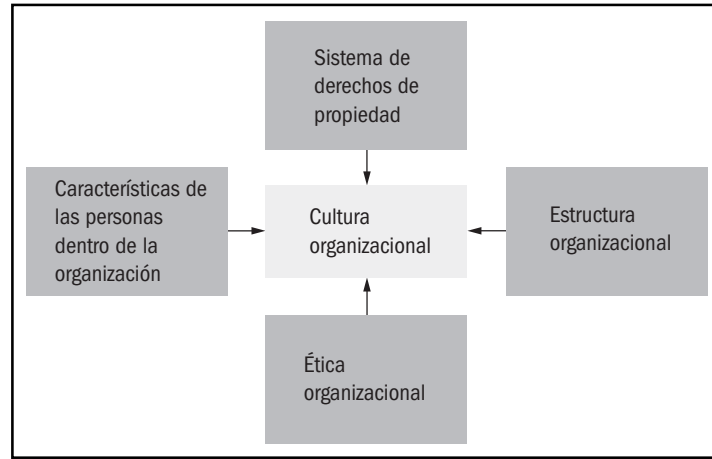 Sistema de
derechos de
propiedad
Características de
las personas
dentro de la
organización
Cultura
organizacional
Estructura
organizacional
Ética
organizacional